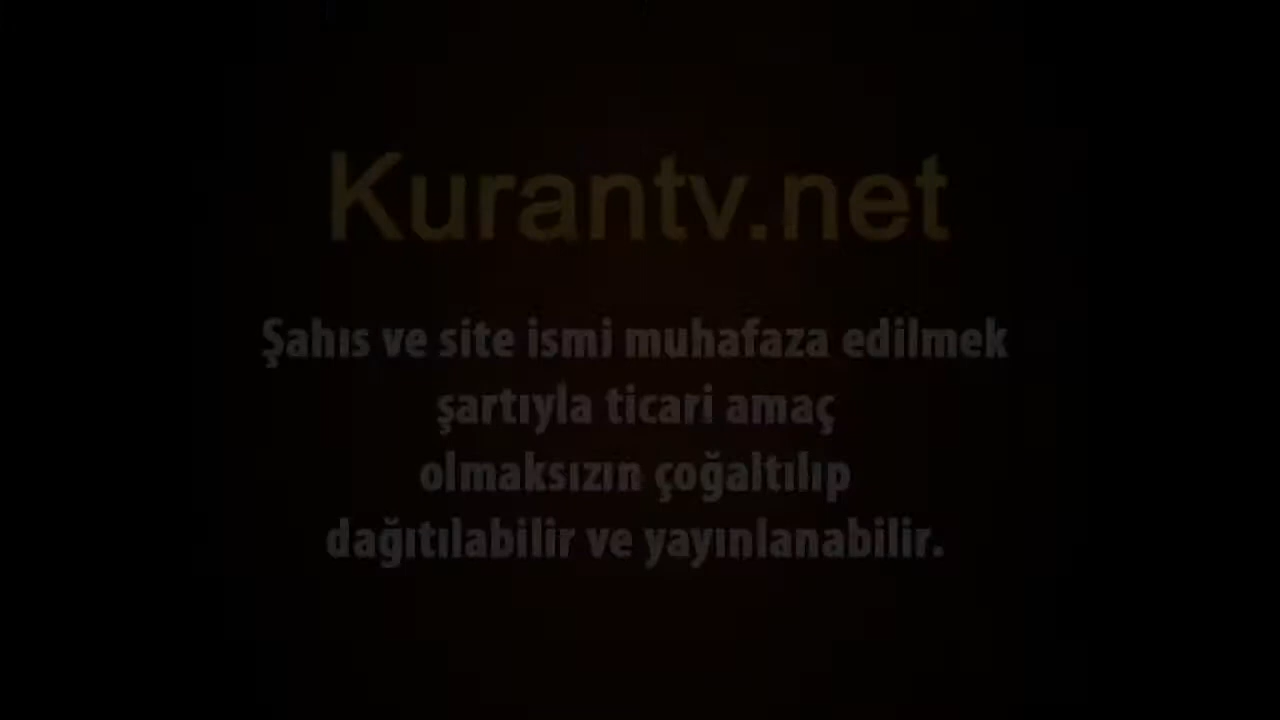 Kurantv.net
Şahıs ve site ismi muhafaza edilmek
şartıyla ticari amaç
olmaksızın çoğaltılıp
dağıtılabilir ve yayınlanabilir.